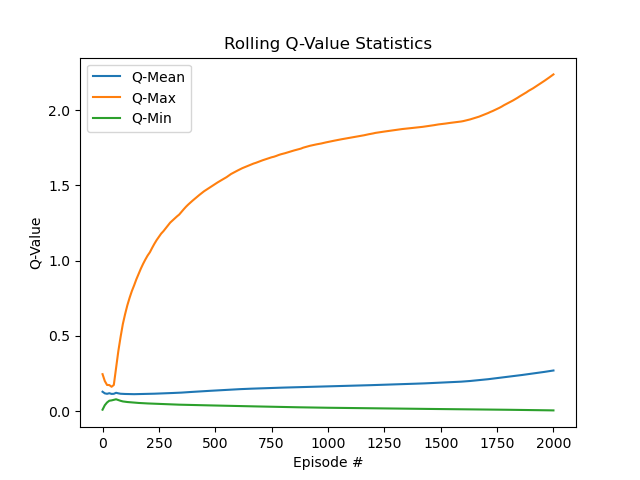 Rolling Q-Value Statistics
Q-Mean
Q-Max
Q-Min
2.0
1.5
1.0
0.5
0.0
Q-Value
0 250 500 750 1000 1250 1500 1750 2000
Episode #